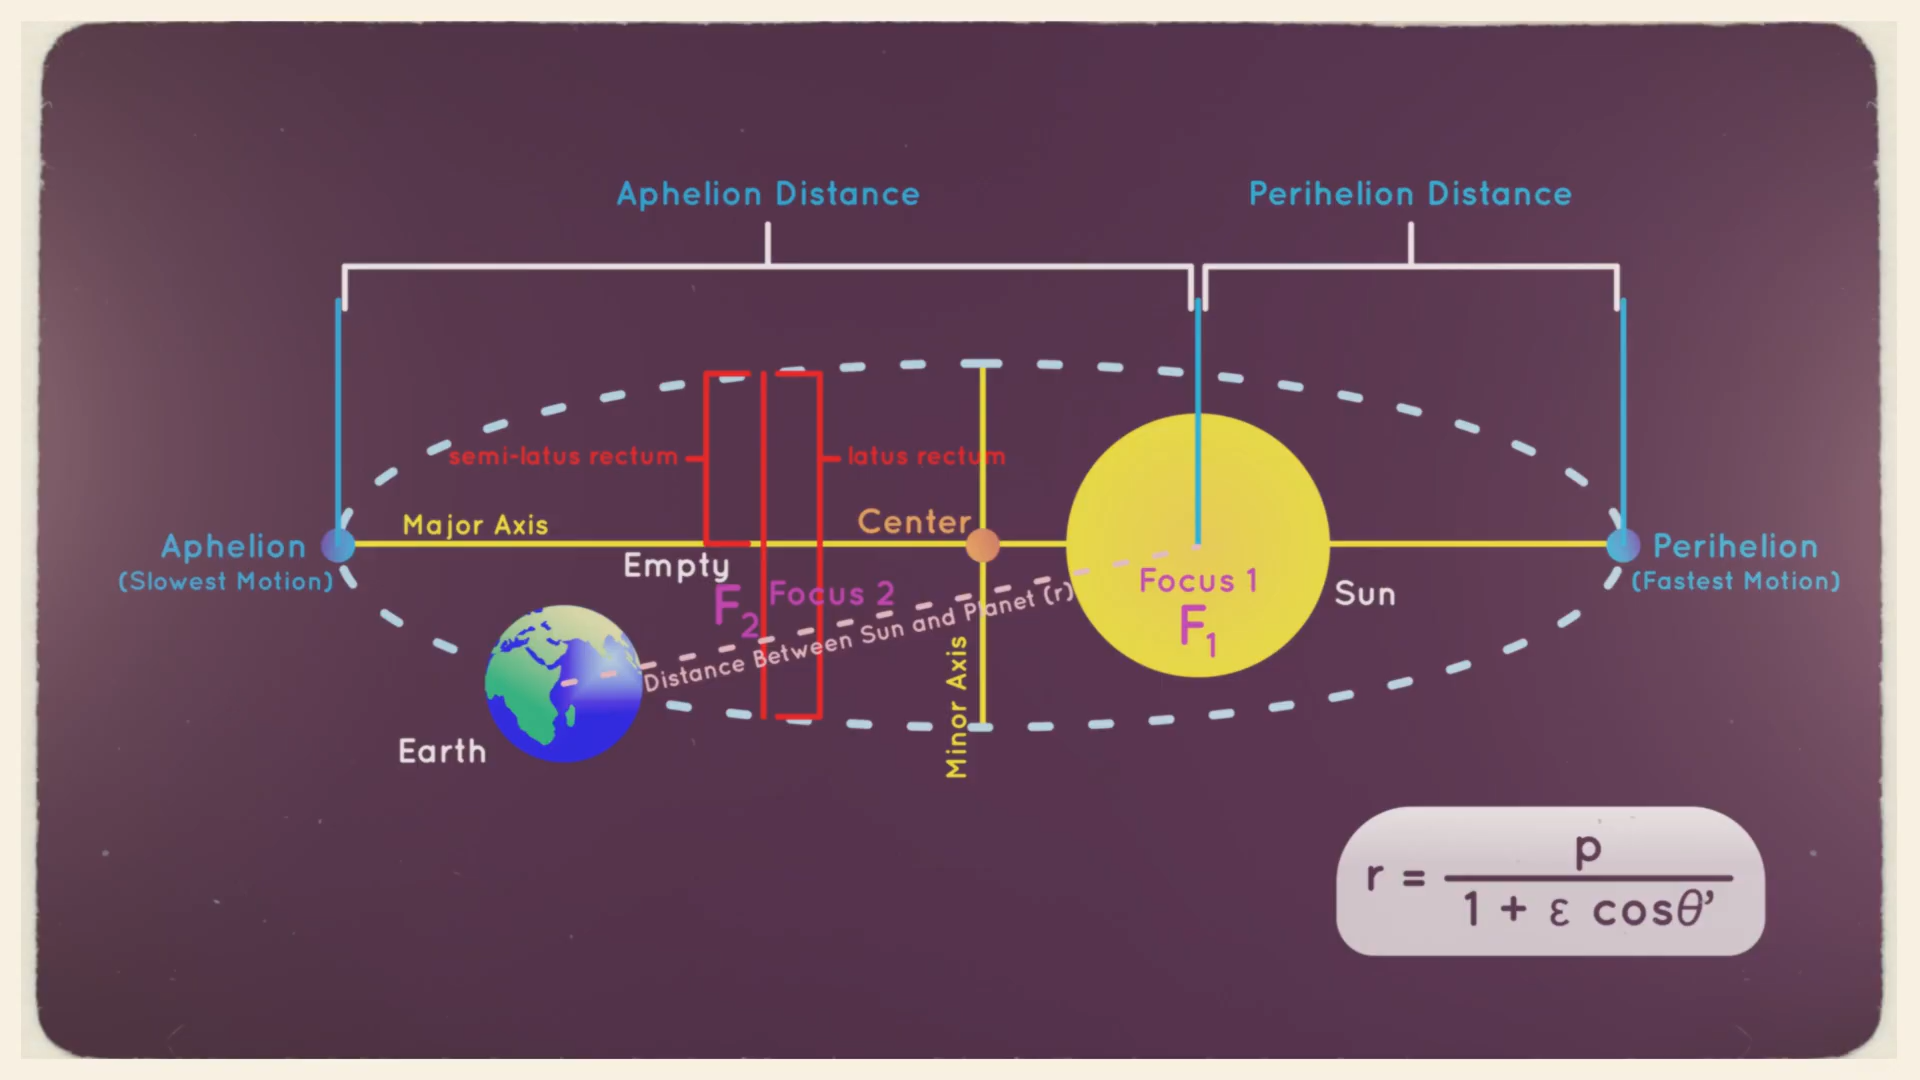 Aphelion Distance
Perihelion Distance
semi-latus rectum
latus rectum
Major Axis
Center
Aphelion
(Slowest Motion)
Empty
F2
Focus 2
Focus 1
F1
Sun
Perihelion
(Fastest Motion)
Distance Between Sun and Planet (r)
Minor Axis
Earth
r = p
1 + ε cosθ’